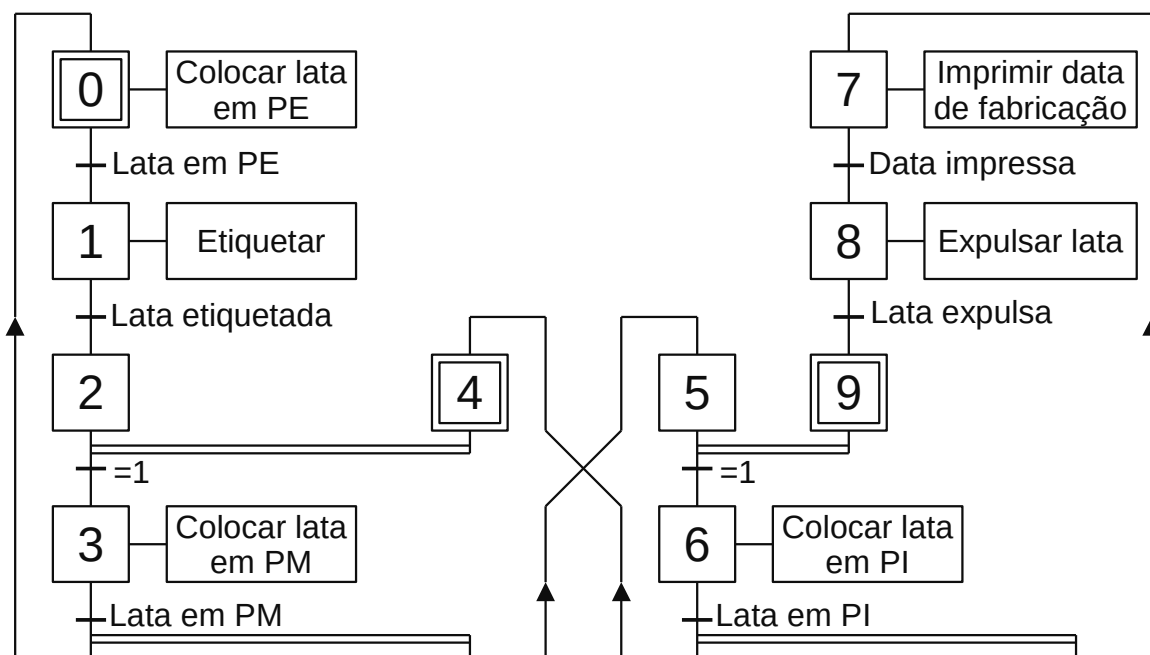 0
Colocar lata
em PE
Lata em PE
1
Etiquetar
Lata etiquetada
2
4
=1
3
Colocar lata
em PM
Lata em PM
7
Imprimir data
de fabricação
Data impressa
8
Expulsar lata
Lata expulsa
5
9
=1
6
Colocar lata
em PI
Lata em PI